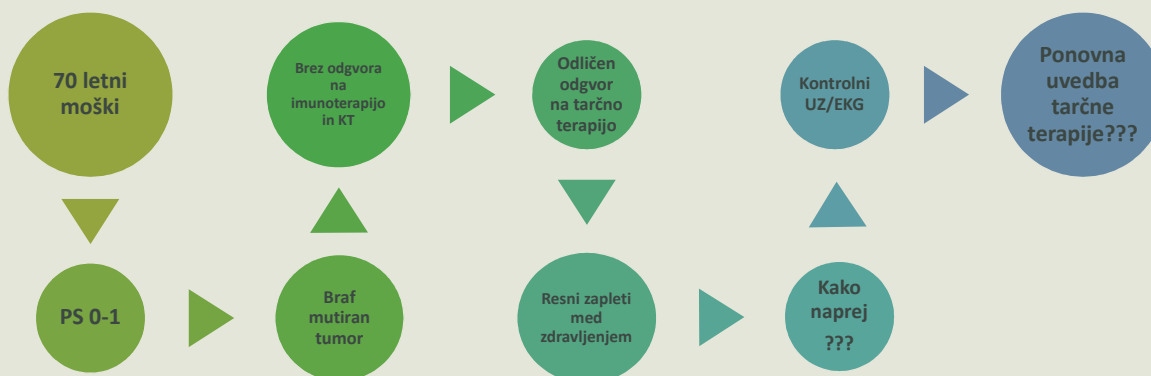 70 letni
moški
PS 0-1
Braf
mutiran
tumor
Brez odgvora
na
imunoterapijo
in KT
Odličen
odgvor
na tarčno
terapijo
Resni zapleti
med
zdravljenjem
Kako
naprej
???
Kontrolni
UZ/EKG
Ponovna
uvedba
tarčne
terapije???